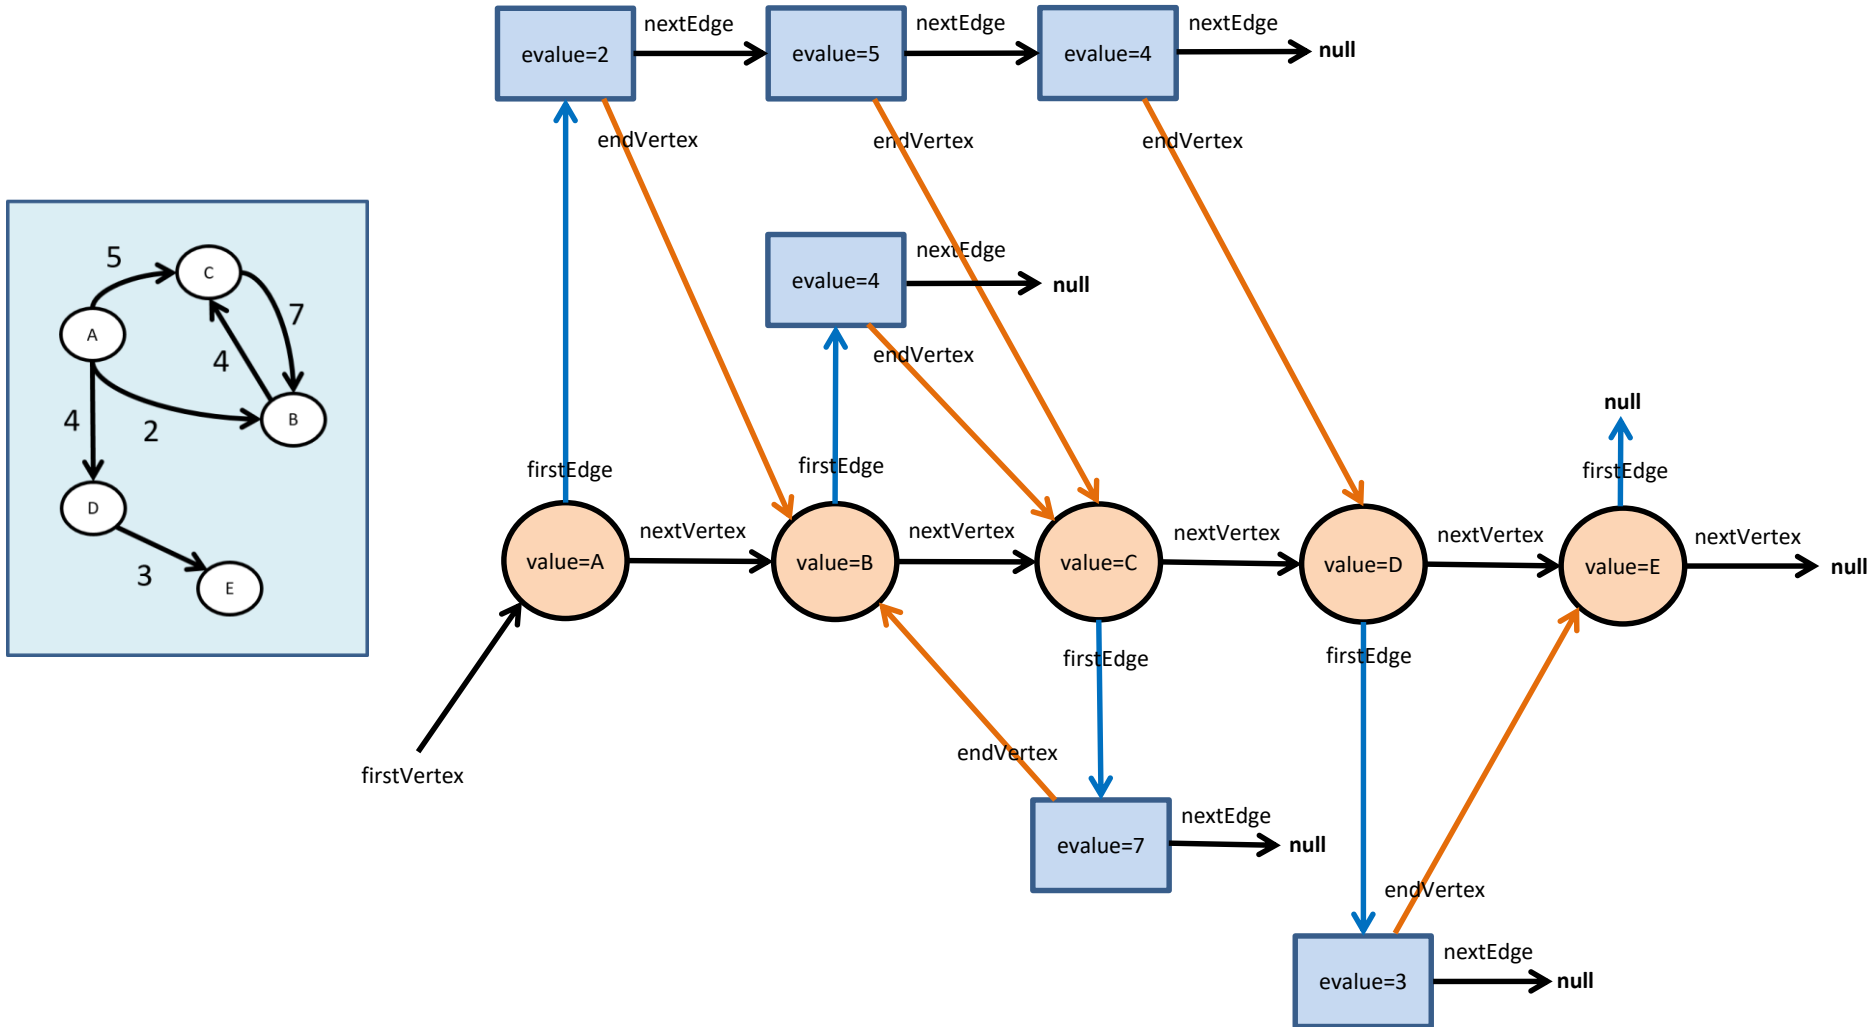 nextEdge
nextEdge
nextEdge
evalue=2
evalue=5
evalue=4
null
endVertex
endVertex
endVertex
5
C
7
A
4
4
2
B
D
3
E
nextEdge
evalue=4
null
endVertex
null
firstEdge
firstEdge
firstEdge
nextVertex
nextVertex
nextVertex
nextVertex
nextVertex
value=A
value=B
value=C
value=D
value=E
null
firstEdge
firstEdge
endVertex
firstVertex
nextEdge
evalue=7
null
endVertex
nextEdge
evalue=3
null